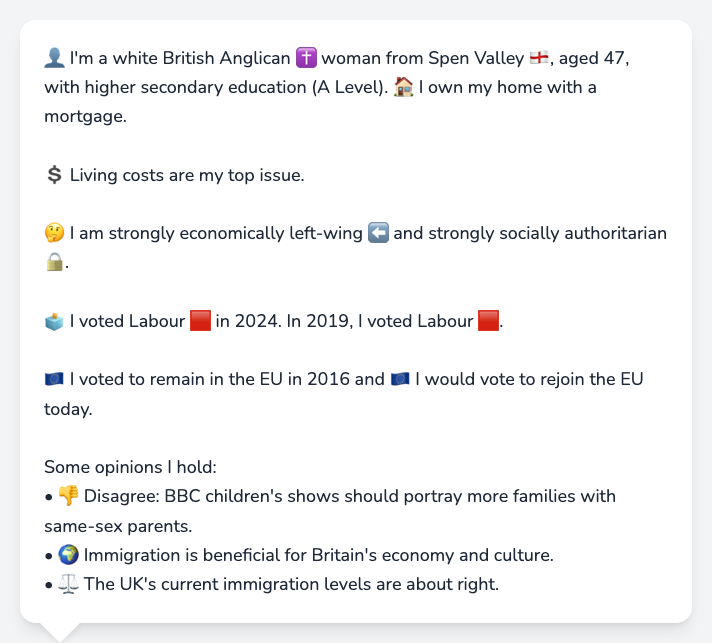 👤 I'm a white British Anglican ✝️ woman from Spen Valley 🏴󠁧󠁢󠁥󠁮󠁧󠁿, aged 47,
with higher secondary education (A Level). 🏠 I own my home with a
mortgage.
💲 Living costs are my top issue.
🤔 I am strongly economically left-wing ⬅️ and strongly socially authoritarian
🔒.
🗳️ I voted Labour 🟥 in 2024. In 2019, I voted Labour 🟥.
🇪🇺 I voted to remain in the EU in 2016 and 🇪🇺 I would vote to rejoin the EU
today.
Some opinions I hold:
• 👎 Disagree: BBC children's shows should portray more families with
same-sex parents.
• 🌍 Immigration is beneficial for Britain's economy and culture.
• ⚖️ The UK's current immigration levels are about right.